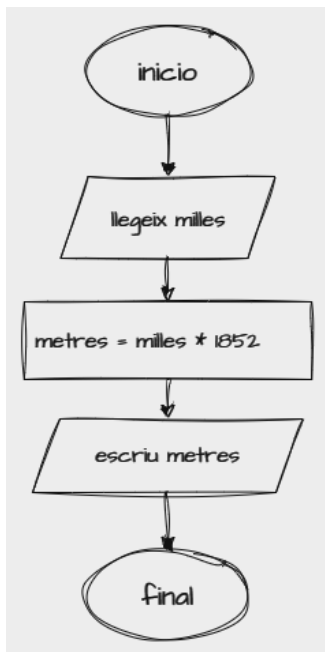 inicio
llegeix milles
metres = milles * 1852
escriu metres
final